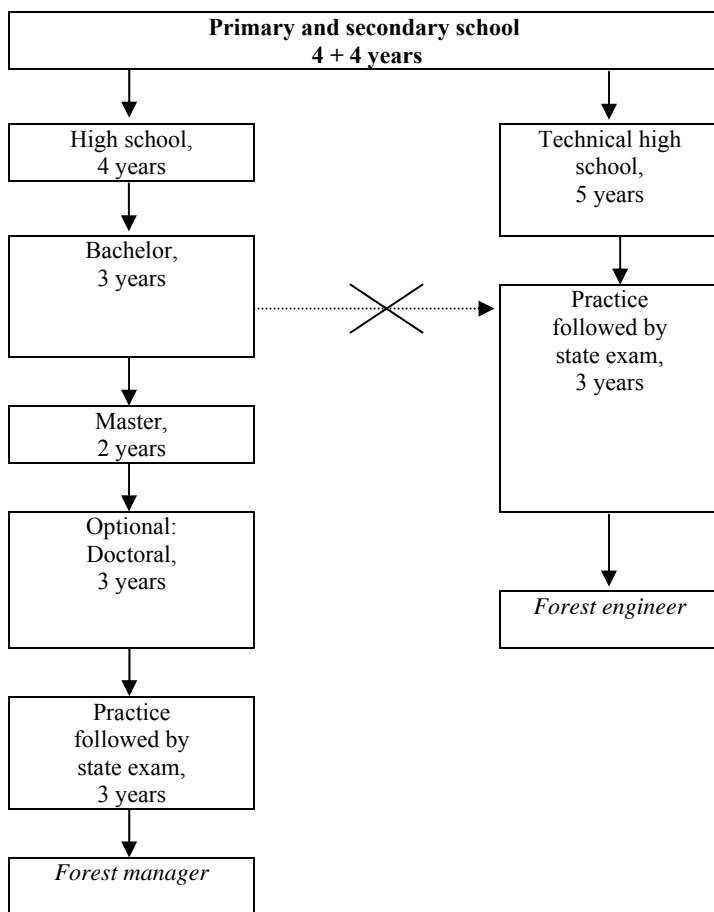 Primary and secondary school
4 + 4 years
High school,
4 years
Bachelor,
3 years
Master,
2 years
Optional:
Doctoral,
3 years
Practice
followed by
state exam,
3 years
Forest manager
Technical high
school,
5 years
Practice
followed by
state exam,
3 years
Forest engineer